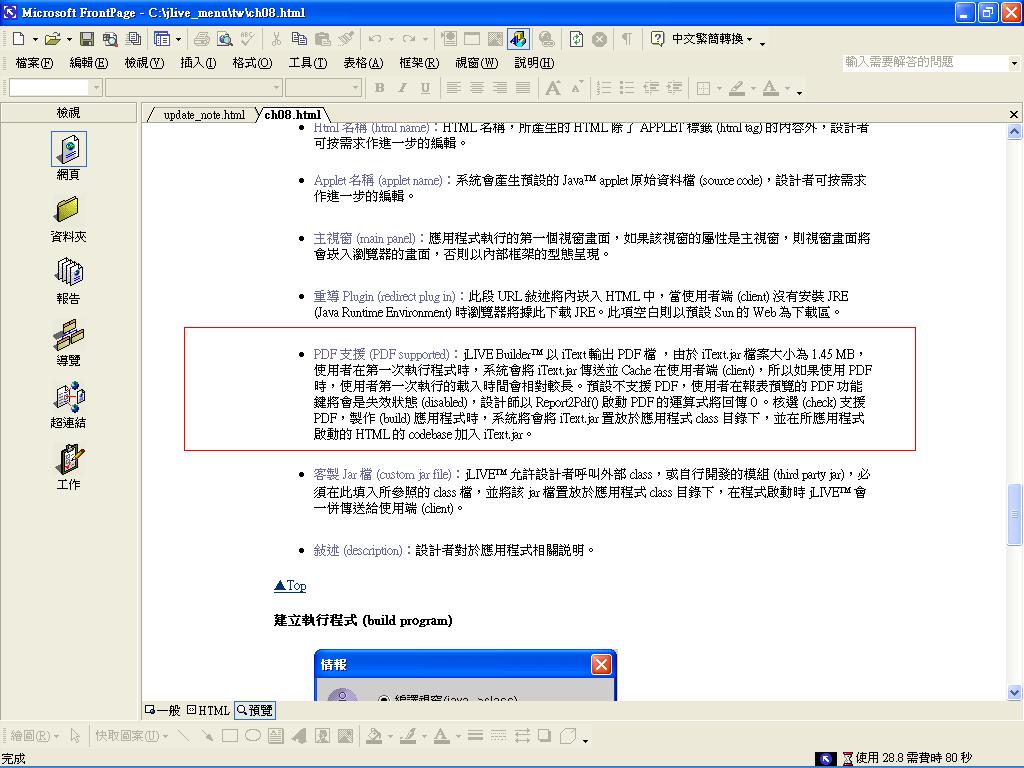 Microsoft FrontPage - C:\jlive_menu\tw\ch08.html
中文繁簡轉換
檔案(F) 編輯(E) 檢視(V) 插入(I) 格式(O) 工具(T) 表格(A) 框架(R) 視窗(W) 說明(H)
輸入需要解答的問題
B I U
檢視
update_note.html ch08.html
網頁
資料夾
報告
導覽
超連結
工作
Html 名稱 (html name)：HTML 名稱，所產生的 HTML 除了 APPLET 標籤 (html tag) 的內容外，設計者
可按需求作進一步的編輯。
Applet 名稱 (applet name)：系統會產生預設的 Java™ applet 原始資料檔 (source code)，設計者可按需求
作進一步的編輯。
主視窗 (main panel)：應用程式執行的第一個視窗畫面，如果該視窗的屬性是主視窗，則視窗畫面將
會崁入瀏覽器的畫面，否則以內部框架的型態呈現。
重導 Plugin (redirect plug in)：此段 URL 敘述將內崁入 HTML 中，當使用者端 (client) 沒有安裝 JRE
(Java Runtime Environment) 時瀏覽器將據此下載 JRE。此項空白則以預設 Sun 的 Web 為下載區。
PDF 支援 (PDF supported)：jLIVE Builder™ 以 iText 輸出 PDF 檔 ，由於 iText.jar 檔案大小為 1.45 MB，
使用者在第一次執行程式時，系統會將 iText.jar 傳送並 Cache 在使用者端 (client)，所以如果使用 PDF
時，使用者第一次執行的載入時間會相對較長。預設不支援 PDF，使用者在報表預覽的 PDF 功能
鍵將會是失效狀態 (disabled)，設計師以 Report2Pdf() 啟動 PDF 的運算式將回傳 0。核選 (check) 支援
PDF，製作 (build) 應用程式時，系統將會將 iText.jar 置放於應用程式 class 目錄下，並在所應用程式
啟動的 HTML 的 codebase 加入 iText.jar。
客製 Jar 檔 (custom jar file)：jLIVE™ 允許設計者呼叫外部 class，或自行開發的模組 (third party jar)，必
須在此填入所參照的 class 檔，並將該 jar 檔置放於應用程式 class 目錄下，在程式啟動時 jLIVE™ 會
一併傳送給使用端 (client)。
敘述 (description)：設計者對於應用程式相關說明。
▲Top
建立執行程式 (build program)
情報
編譯視窗(java ->class)
一般 HTML 預覽
繪圖(R) 快取圖案(U)
完成
使用 28.8 需費時 80 秒